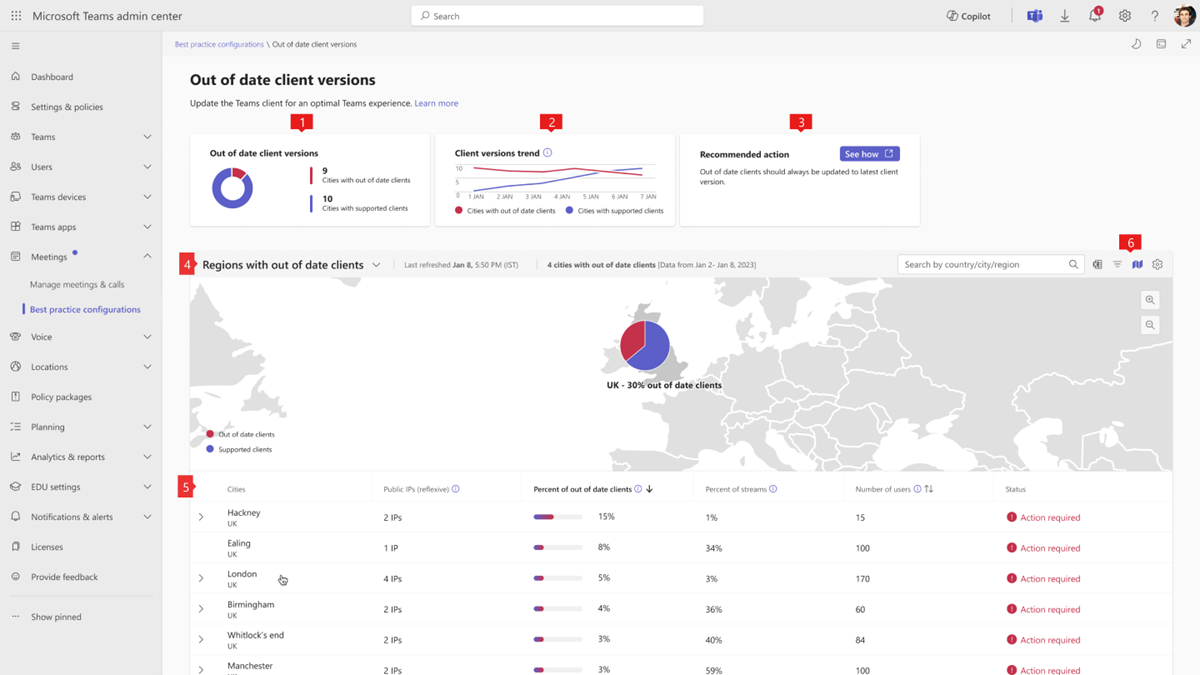 Microsoft Teams admin center
Search
Copilot
1
?
Dashboard
Settings & policies
Teams
Users
Teams devices
Teams apps
Meetings
Manage meetings & calls
Best practice configurations
Voice
Locations
Policy packages
Planning
Analytics & reports
EDU settings
Notifications & alerts
Licenses
Provide feedback
Show pinned
Best practice configurations \ Out of date client versions
Out of date client versions
Update the Teams client for an optimal Teams experience. Learn more
1
Out of date client versions
9
Cities with out of date clients
10
Cities with supported clients
2
Client versions trend
10
5
0
1 JAN 2 JAN 3 JAN 4 JAN 5 JAN 6 JAN 7 JAN
Cities with out of date clients Cities with supported clients
3
Recommended action See how
Out of date clients should always be updated to latest client
version.
4
Regions with out of date clients Last refreshed Jan 8, 5:50 PM (IST) 4 cities with out of date clients [Data from Jan 2- Jan 8, 2023] Search by country/city/region
6
UK - 30% out of date clients
Out of date clients
Supported clients
5
Cities Public IPs (reflexive) Percent of out of date clients Percent of streams Number of users Status
Hackney
UK
2 IPs 15% 1% 15 Action required
Ealing
UK
1 IP 8% 34% 100 Action required
London
UK
4 IPs 5% 3% 170 Action required
Birmingham
UK
2 IPs 4% 36% 60 Action required
Whitlock's end
UK
2 IPs 3% 40% 84 Action required
Manchester
2 IPs 3% 59% 100 Action required